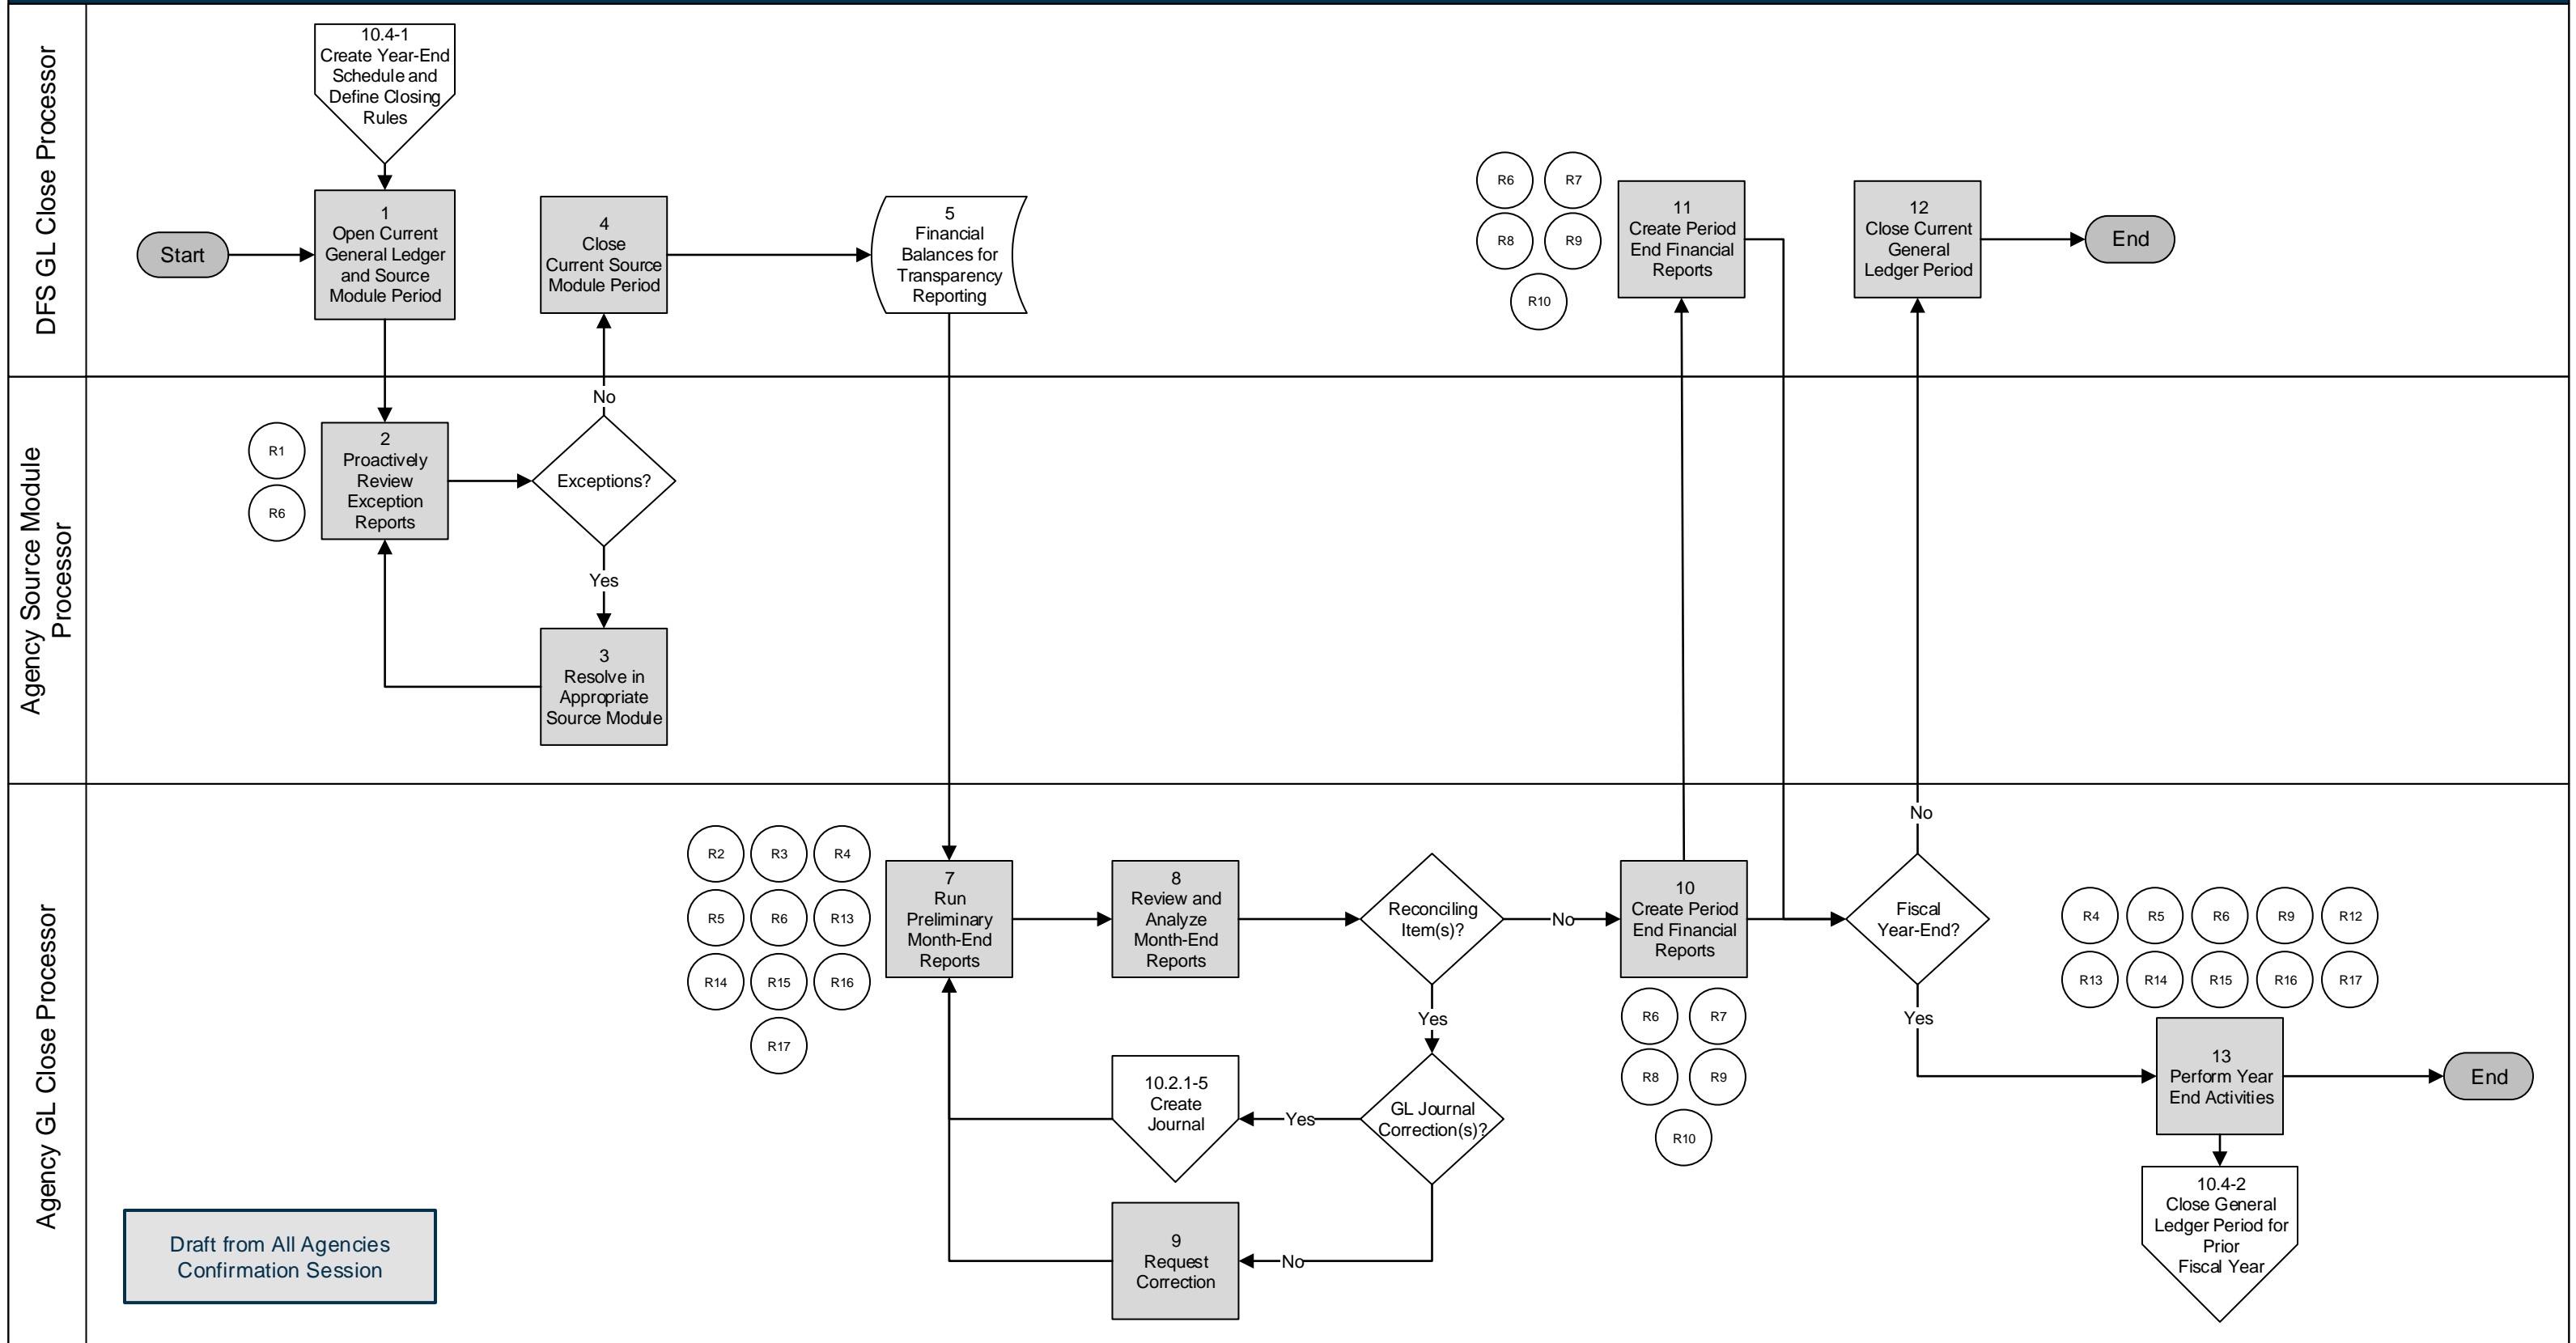 DFS GL Close Processor
10.4-1
Create Year-End
Schedule and
Define Closing
Rules
Start
1
Open Current
General Ledger
and Source
Module Period
4
Close
Current Source
Module Period
5
Financial
Balances for
Transparency
Reporting
R6
R7
R8
R9
R10
11
Create Period
End Financial
Reports
12
Close Current
General
Ledger Period
End
Agency Source Module
Processor
R1
R6
2
Proactively
Review
Exception
Reports
No
Exceptions?
Yes
3
Resolve in
Appropriate
Source Module
Agency GL Close Processor
R2
R3
R4
R5
R6
R13
R14
R15
R16
R17
7
Run
Preliminary
Month-End
Reports
8
Review and
Analyze
Month-End
Reports
Reconciling
Item(s)?
No
Yes
10
Create Period
End Financial
Reports
R6
R7
R8
R9
R10
GL Journal
Correction(s)?
Yes
10.2.1-5
Create
Journal
No
9
Request
Correction
No
Fiscal
Year-End?
Yes
R4
R5
R6
R9
R12
R13
R14
R15
R16
R17
13
Perform Year
End Activities
End
10.4-2
Close General
Ledger Period for
Prior
Fiscal Year
Draft from All Agencies
Confirmation Session